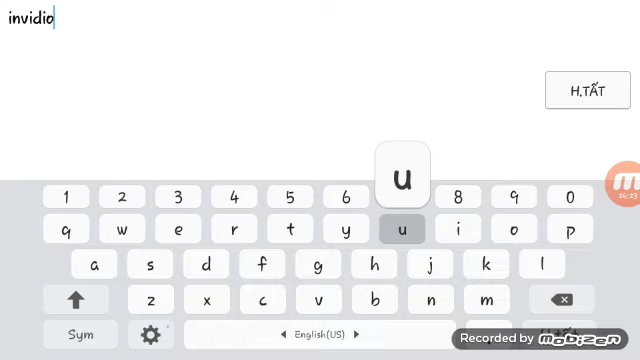 invidio
H.TẤT
u
1 2 3 4 5 6 8 9 0
q w e r t y u i o p
a s d f g h j k l
z x c v b n m
Sym English(US)
Recorded by mobizen